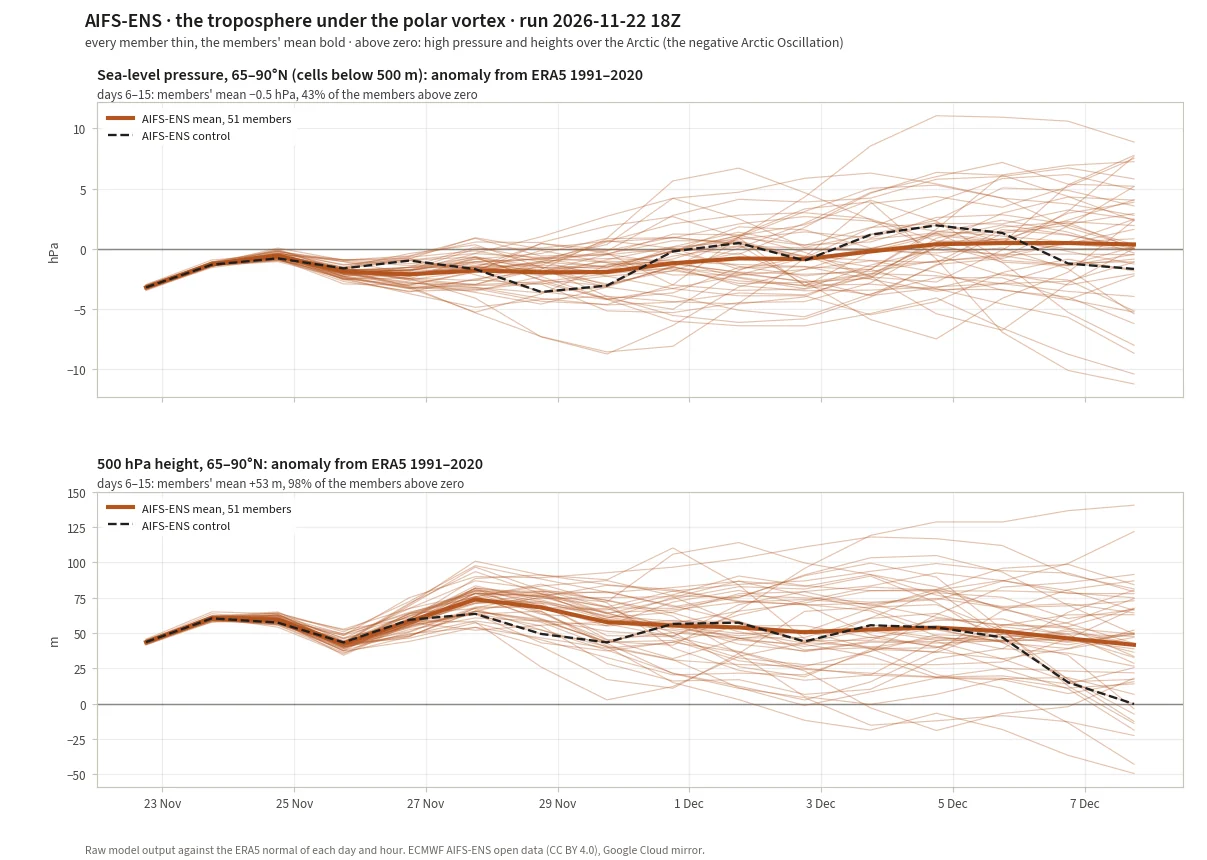 AIFS-ENS · the troposphere under the polar vortex · run 2026-11-22 18Z
every member thin, the members' mean bold · above zero: high pressure and heights over the Arctic (the negative Arctic Oscillation)
Sea-level pressure, 65–90°N (cells below 500 m): anomaly from ERA5 1991–2020
days 6–15: members' mean −0.5 hPa, 43% of the members above zero
AIFS-ENS mean, 51 members
AIFS-ENS control
10
5
0
−5
−10
hPa
500 hPa height, 65–90°N: anomaly from ERA5 1991–2020
days 6–15: members' mean +53 m, 98% of the members above zero
AIFS-ENS mean, 51 members
AIFS-ENS control
150
125
100
75
50
25
0
−25
−50
m
23 Nov
25 Nov
27 Nov
29 Nov
1 Dec
3 Dec
5 Dec
7 Dec
Raw model output against the ERA5 normal of each day and hour. ECMWF AIFS-ENS open data (CC BY 4.0), Google Cloud mirror.